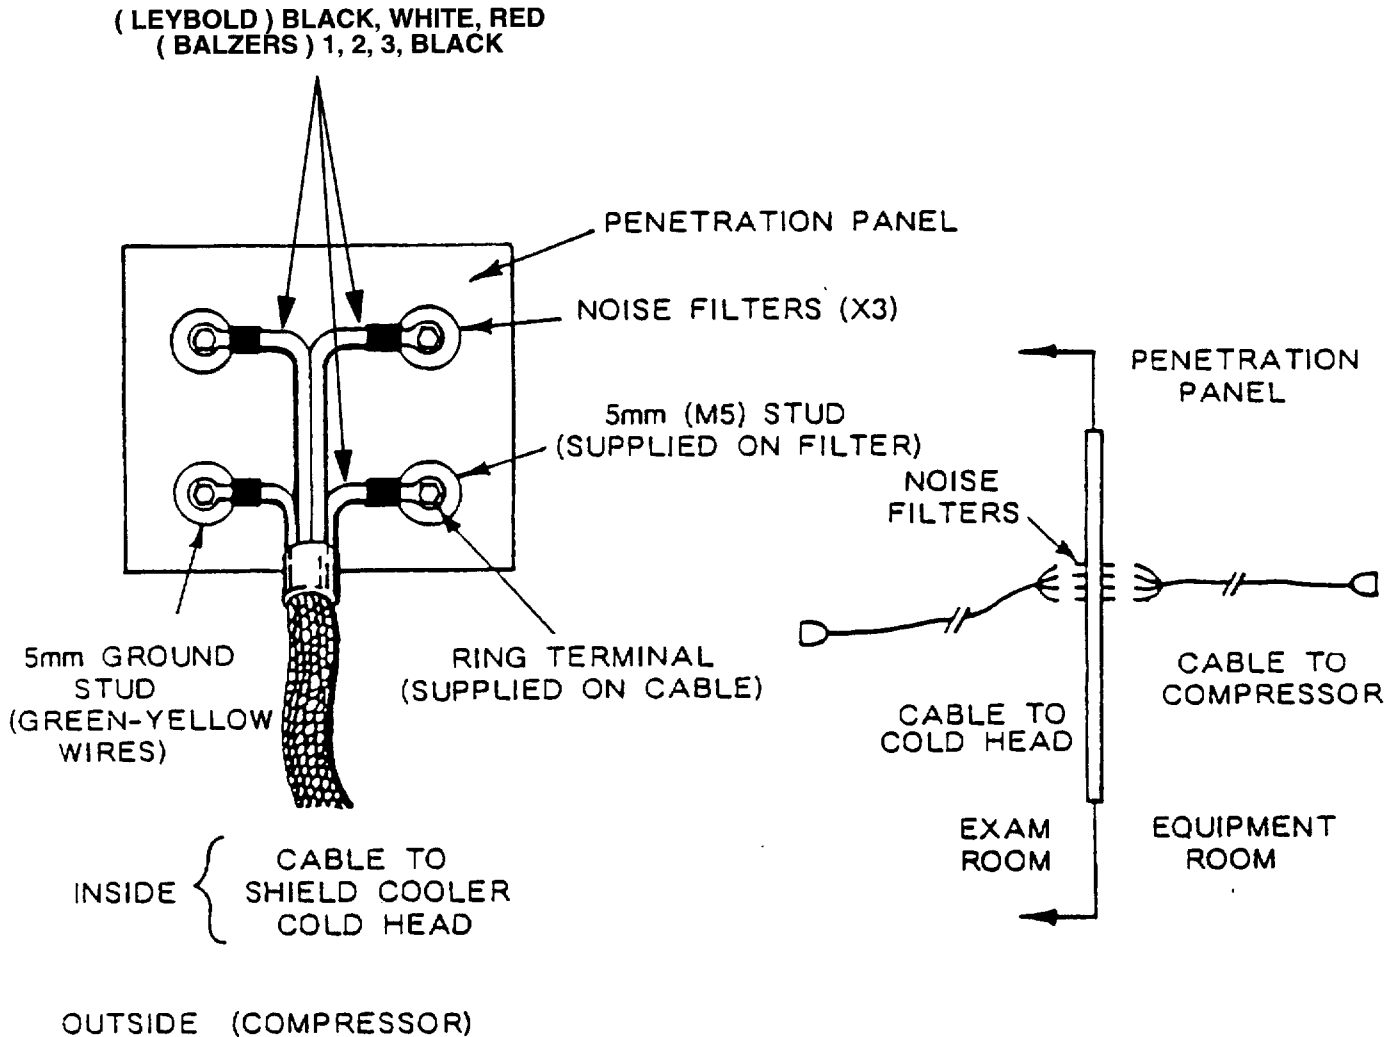 ( LEYBOLD ) BLACK, WHITE, RED
( BALZERS ) 1, 2, 3, BLACK
PENETRATION PANEL
NOISE FILTERS (X3)
5mm (M5) STUD
(SUPPLIED ON FILTER)
5mm GROUND
STUD
(GREEN-YELLOW
WIRES)
RING TERMINAL
(SUPPLIED ON CABLE)
INSIDE
CABLE TO
SHIELD COOLER
COLD HEAD
OUTSIDE (COMPRESSOR)
PENETRATION
PANEL
NOISE
FILTERS
CABLE TO
COLD HEAD
CABLE TO
COMPRESSOR
EXAM
ROOM
EQUIPMENT
ROOM